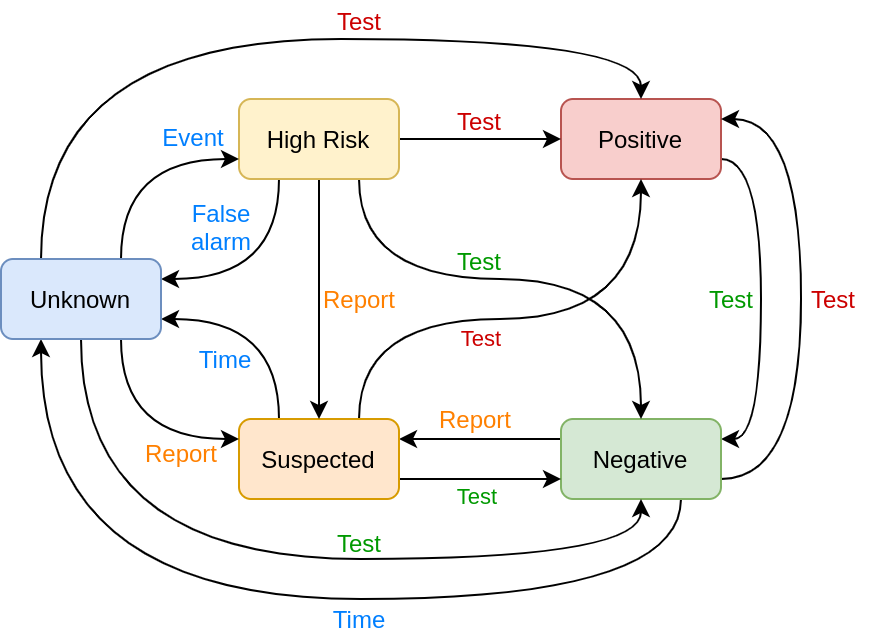 Test
Event
High Risk
Test
Positive
False
alarm
Test
Unknown
Report
Test
Test
Test
Time
Report
Report
Suspected
Negative
Test
Test
Time